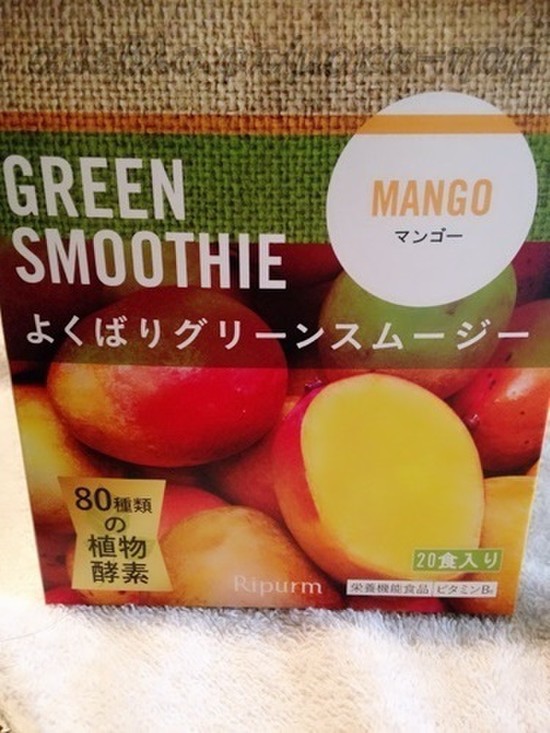 GREEN
SMOOTHIE
MANGO
マンゴー
よくばりグリーンスムージー
80種類
の
植物
酵素
20食入り
Ripurm
栄養機能食品 ビタミンB₆